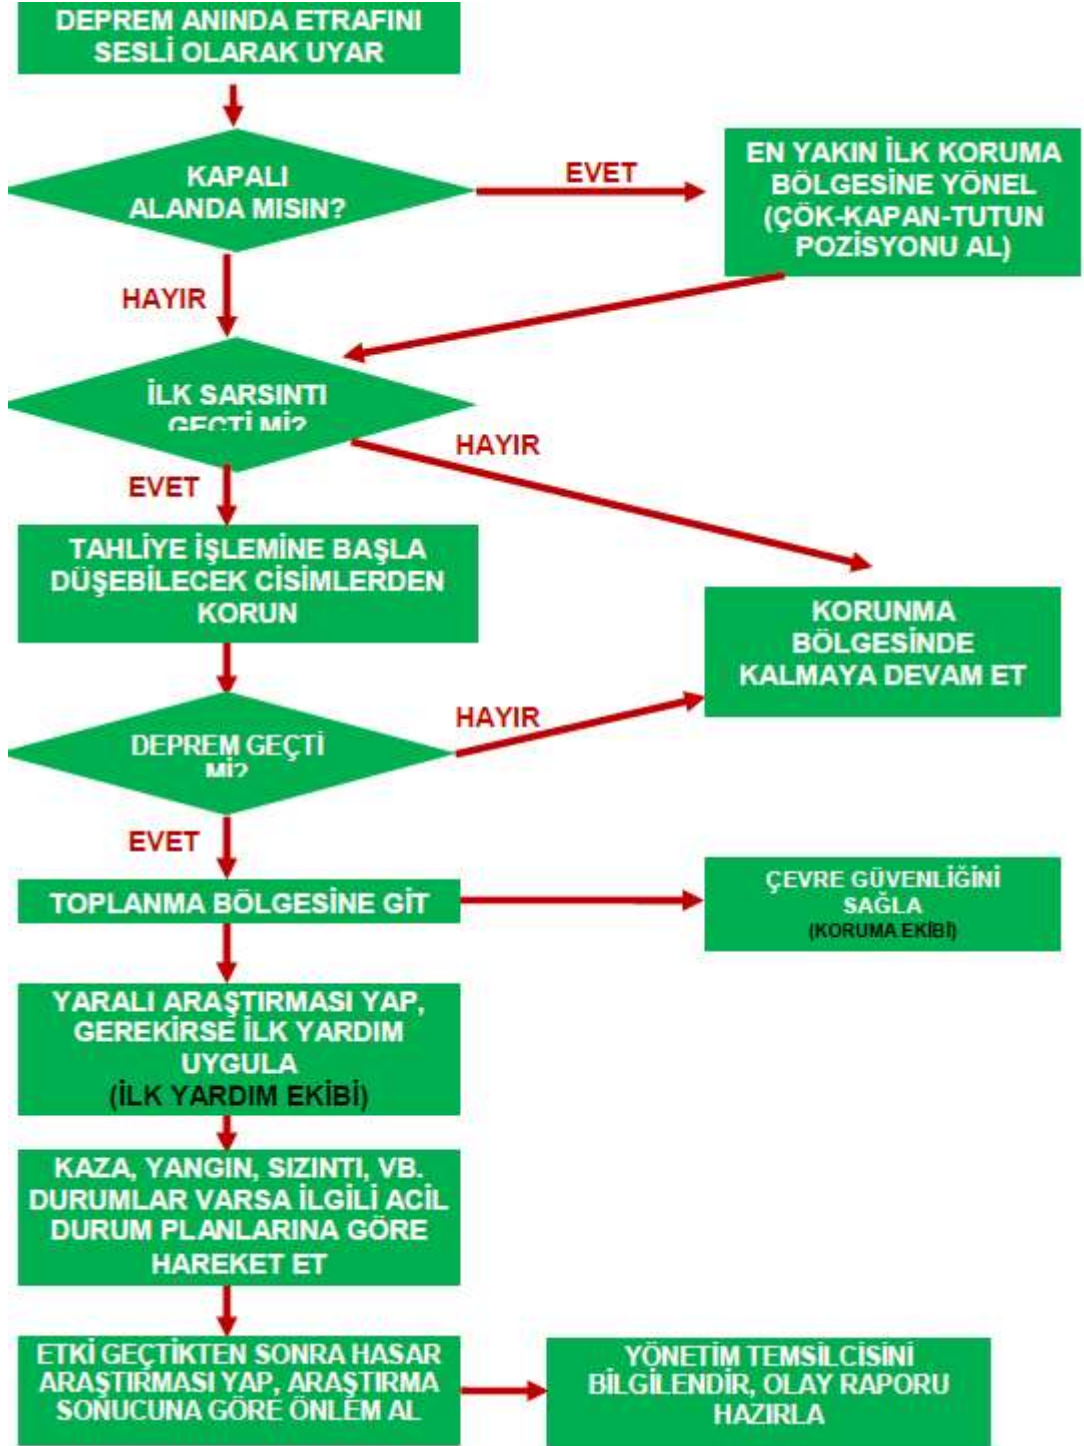 DEPREM ANINDA ETRAFINI
SESLİ OLARAK UYAR
KAPALI
ALANDA MISIN?
EVET
EN YAKIN İLK KORUMA
BÖLGESİNE YÖNEL
(ÇÖK-KAPAN-TUTUN
POZİSYONU AL)
HAYIR
İLK SARSINTI
GEÇTİ Mİ?
HAYIR
EVET
TAHLİYE İŞLEMİNE BAŞLA
DÜŞEBİLECEK CİSİMLERDEN
KORUN
KORUNMA
BÖLGESİNDE
KALMAYA DEVAM ET
DEPREM GEÇTİ
Mİ?
HAYIR
EVET
TOPLANMA BÖLGESİNE GİT
ÇEVRE GÜVENLİĞİNİ
SAĞLA
(KORUMA EKİBİ)
YARALI ARAŞTIRMASI YAP,
GEREKİRSE İLK YARDIM
UYGULA
(İLK YARDIM EKİBİ)
KAZA, YANGIN, SIZINTI, VB.
DURUMLAR VARSA İLGİLİ ACİL
DURUM PLANLARINA GÖRE
HAREKET ET
ETKİ GEÇTİKTEN SONRA HASAR
ARAŞTIRMASI YAP, ARAŞTIRMA
SONUCUNA GÖRE ÖNLEM AL
YÖNETİM TEMSİLCİSİNİ
BİLGİLENDİR, OLAY RAPORU
HAZIRLA